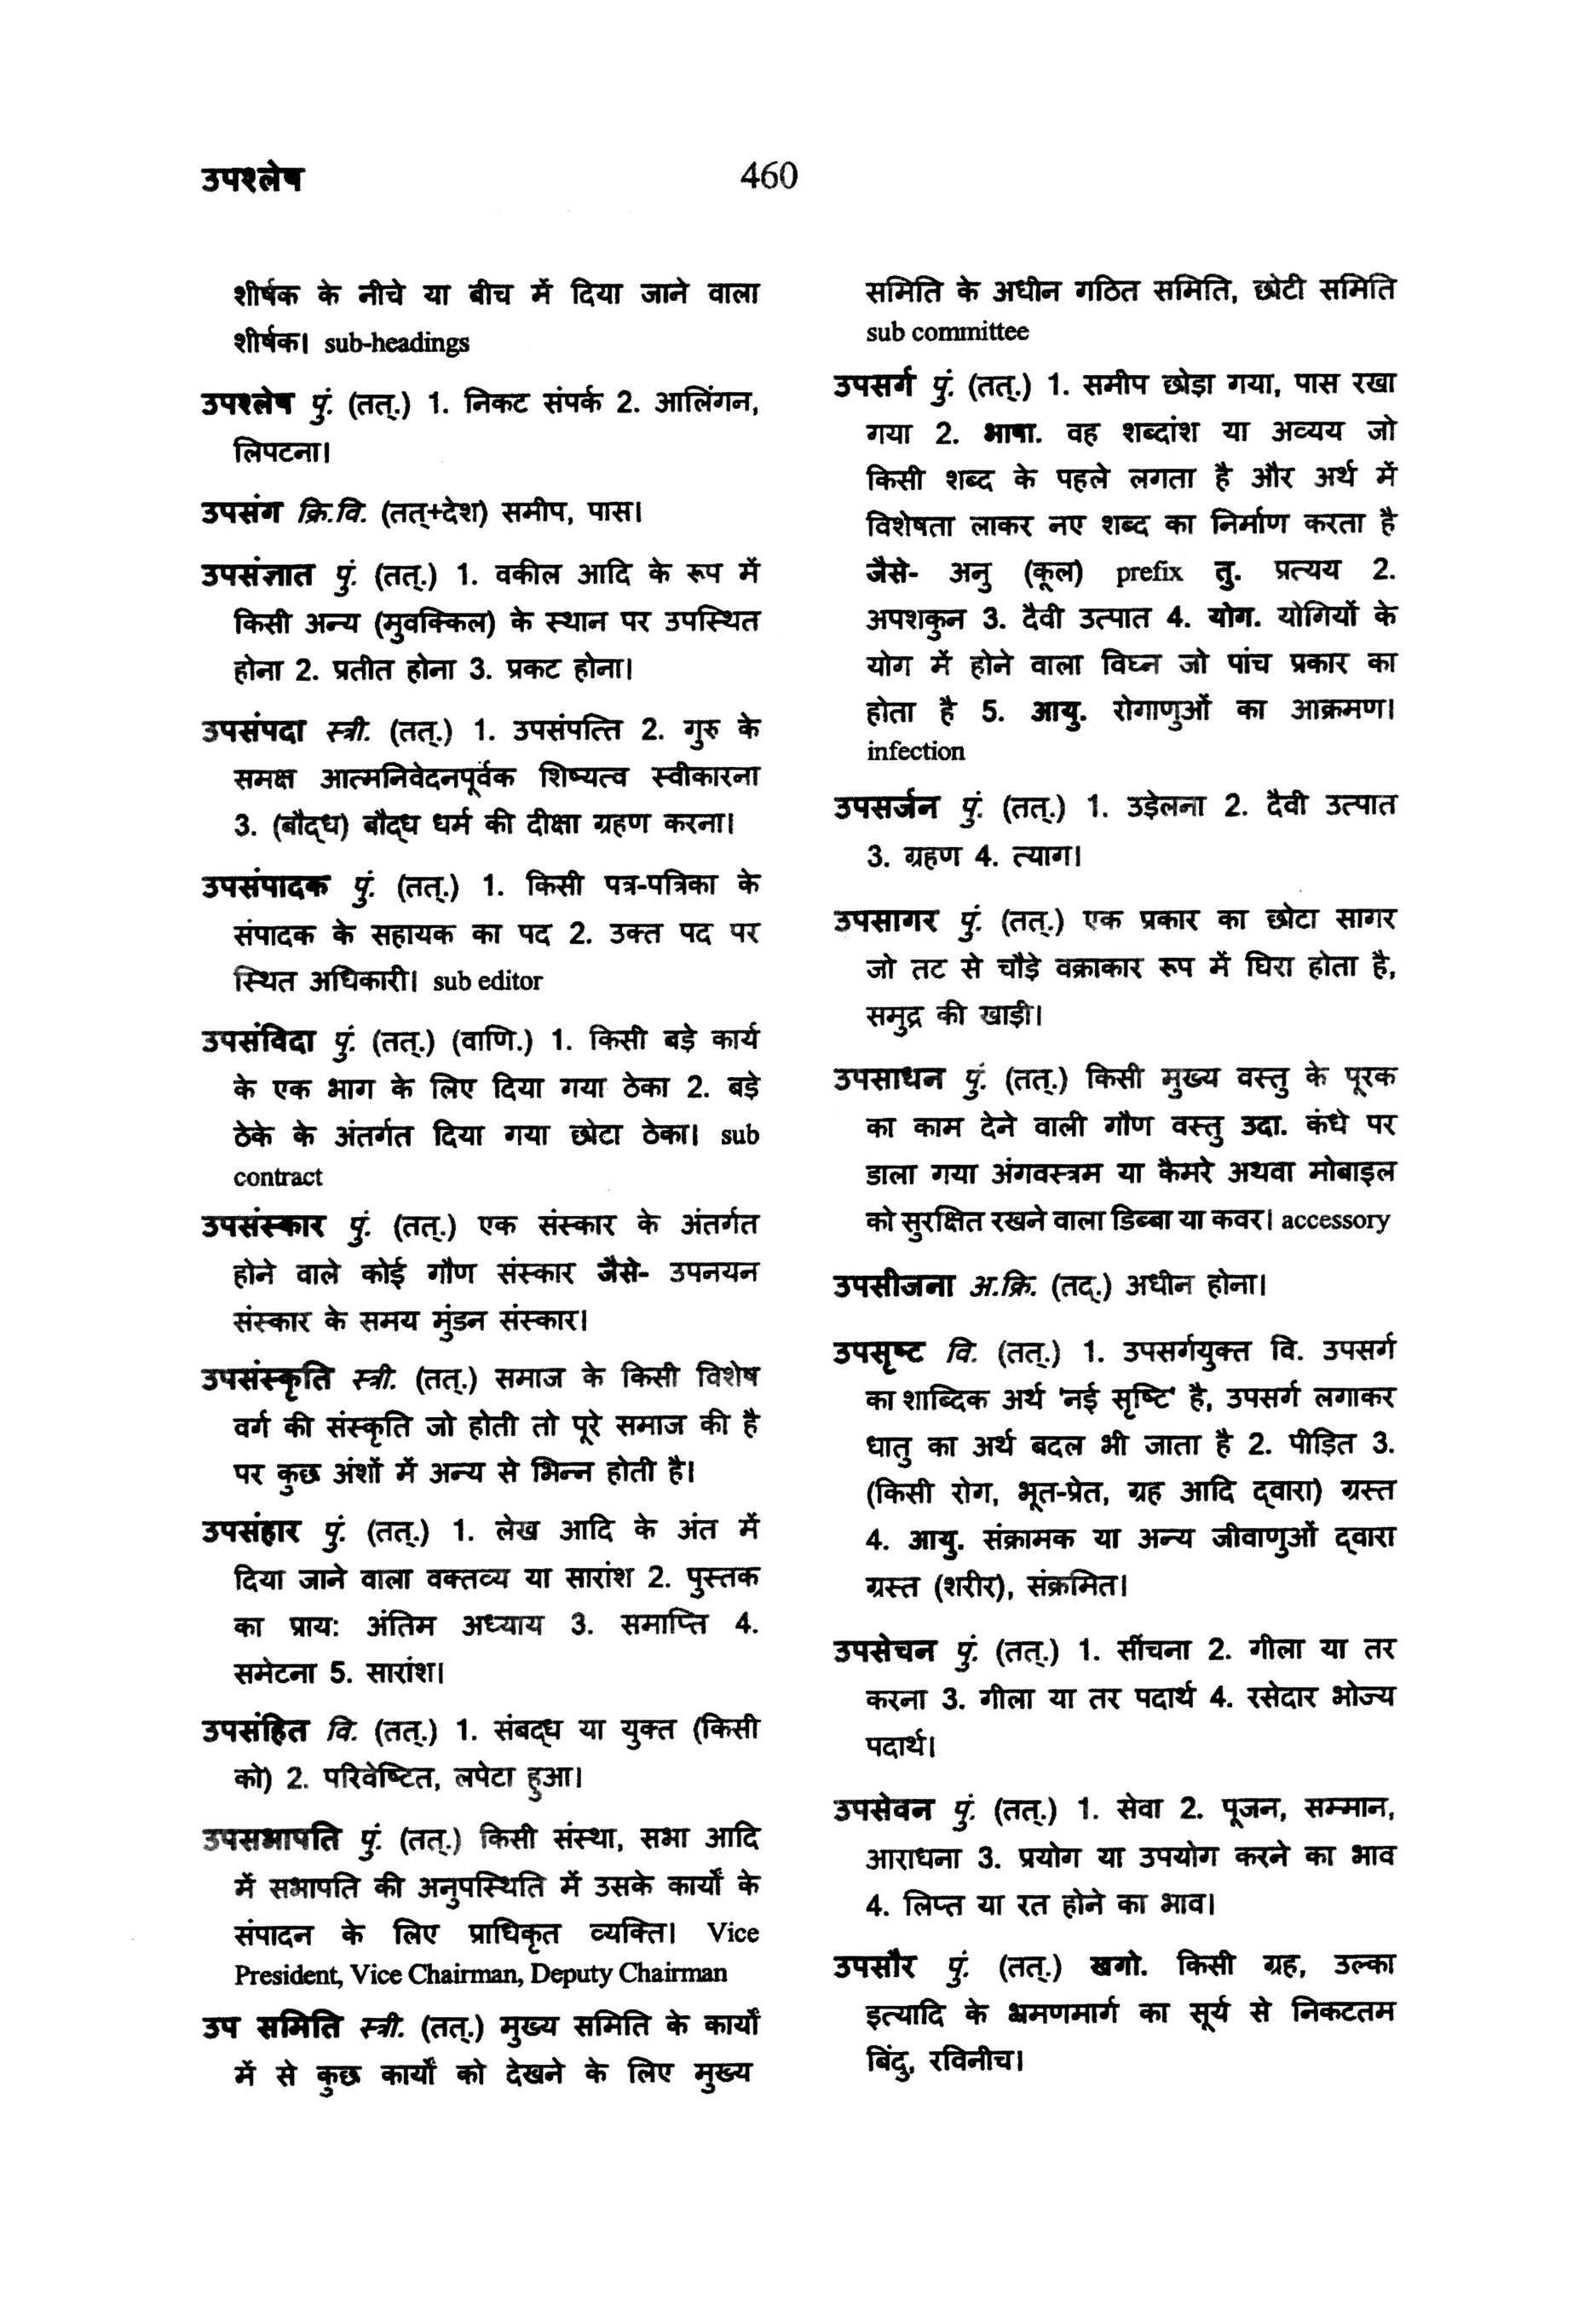 उपश्लेष
460
शीर्षक के नीचे या बीच में दिया जाने वाला
शीर्षक। sub-headings
उपश्लेष पुं. (तत्.) 1. निकट संपर्क 2. आलिंगन,
लिपटना।
उपसंग क्रि.वि. (तत्+देश) समीप, पास।
उपसंज्ञात पुं. (तत्.) 1. वकील आदि के रूप में
किसी अन्य (मुवक्किल) के स्थान पर उपस्थित
होना 2. प्रतीत होना 3. प्रकट होना।
उपसंपदा स्त्री. (तत्.) 1. उपसंपत्ति 2. गुरु के
समक्ष आत्मनिवेदनपूर्वक शिष्यत्व स्वीकारना
3. (बौद्ध) बौद्ध धर्म की दीक्षा ग्रहण करना।
उपसंपादक पुं. (तत्.) 1. किसी पत्र-पत्रिका के
संपादक के सहायक का पद 2. उक्त पद पर
स्थित अधिकारी। sub editor
उपसंविदा पुं. (तत्.) (वाणि.) 1. किसी बड़े कार्य
के एक भाग के लिए दिया गया ठेका 2. बड़े
ठेके के अंतर्गत दिया गया छोटा ठेका। sub
contract
उपसंस्कार पुं. (तत्.) एक संस्कार के अंतर्गत
होने वाले कोई गौण संस्कार जैसे- उपनयन
संस्कार के समय मुंडन संस्कार।
उपसंस्कृति स्त्री. (तत्.) समाज के किसी विशेष
वर्ग की संस्कृति जो होती तो पूरे समाज की है
पर कुछ अंशों में अन्य से भिन्न होती है।
उपसंहार पुं. (तत्.) 1. लेख आदि के अंत में
दिया जाने वाला वक्तव्य या सारांश 2. पुस्तक
का प्राय: अंतिम अध्याय 3. समाप्ति 4.
समेटना 5. सारांश।
उपसंहित वि. (तत्.) 1. संबद्ध या युक्त (किसी
को) 2. परिवेष्टित, लपेटा हुआ।
उपसभापति पुं. (तत्.) किसी संस्था, सभा आदि
में सभापति की अनुपस्थिति में उसके कार्यों के
संपादन के लिए प्राधिकृत व्यक्ति। Vice
President, Vice Chairman, Deputy Chairman
उप समिति स्त्री. (तत्.) मुख्य समिति के कार्यों
में से कुछ कार्यों को देखने के लिए मुख्य
समिति के अधीन गठित समिति, छोटी समिति
sub committee
उपसर्ग पुं. (तत्.) 1. समीप छोड़ा गया, पास रखा
गया 2. भाषा. वह शब्दांश या अव्यय जो
किसी शब्द के पहले लगता है और अर्थ में
विशेषता लाकर नए शब्द का निर्माण करता है
जैसे- अनु (कूल) prefix तु. प्रत्यय 2.
अपशकुन 3. दैवी उत्पात 4. योग. योगियों के
योग में होने वाला विघ्न जो पांच प्रकार का
होता है 5. आयु. रोगाणुओं का आक्रमण।
infection
उपसर्जन पुं. (तत्.) 1. उड़ेलना 2. दैवी उत्पात
3. ग्रहण 4. त्याग।
उपसागर पुं. (तत्.) एक प्रकार का छोटा सागर
जो तट से चौड़े वक्राकार रूप में घिरा होता है,
समुद्र की खाड़ी।
उपसाधन पुं. (तत्.) किसी मुख्य वस्तु के पूरक
का काम देने वाली गौण वस्तु उदा. कंधे पर
डाला गया अंगवस्त्रम या कैमरे अथवा मोबाइल
को सुरक्षित रखने वाला डिब्बा या कवर। accessory
उपसीजना अ.क्रि. (तद्.) अधीन होना।
उपसृष्ट वि. (तत्.) 1. उपसर्गयुक्त वि. उपसर्ग
का शाब्दिक अर्थ 'नई सृष्टि' है, उपसर्ग लगाकर
धातु का अर्थ बदल भी जाता है 2. पीड़ित 3.
(किसी रोग, भूत-प्रेत, ग्रह आदि द्वारा) ग्रस्त
4. आयु. संक्रामक या अन्य जीवाणुओं द्वारा
ग्रस्त (शरीर), संक्रमित।
उपसेचन पुं. (तत्.) 1. सींचना 2. गीला या तर
करना 3. गीला या तर पदार्थ 4. रसेदार भोज्य
पदार्थ।
उपसेवन पुं. (तत्.) 1. सेवा 2. पूजन, सम्मान,
आराधना 3. प्रयोग या उपयोग करने का भाव
4. लिप्त या रत होने का भाव।
उपसौर पुं. (तत्.) खगो. किसी ग्रह, उल्का
इत्यादि के भ्रमणमार्ग का सूर्य से निकटतम
बिंदु, रविनीच।